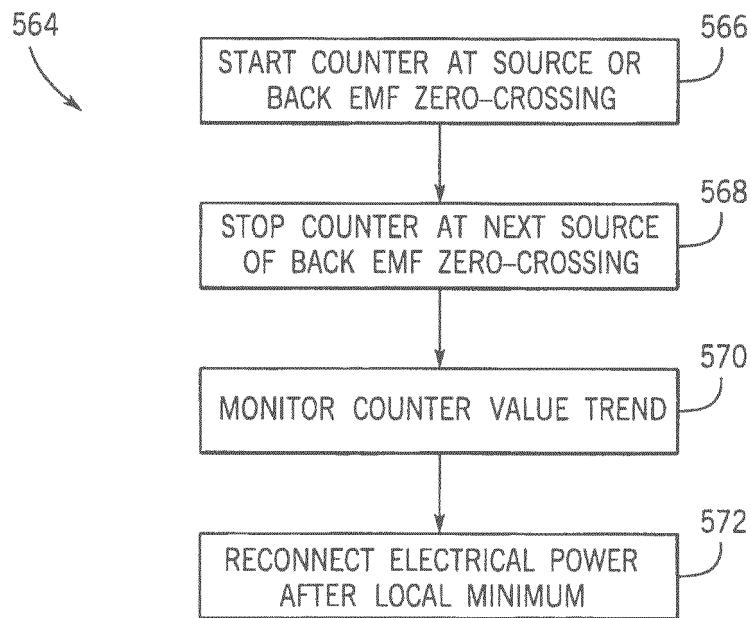 564
566
START COUNTER AT SOURCE OR
BACK EMF ZERO–CROSSING
568
STOP COUNTER AT NEXT SOURCE
OF BACK EMF ZERO–CROSSING
570
MONITOR COUNTER VALUE TREND
572
RECONNECT ELECTRICAL POWER
AFTER LOCAL MINIMUM